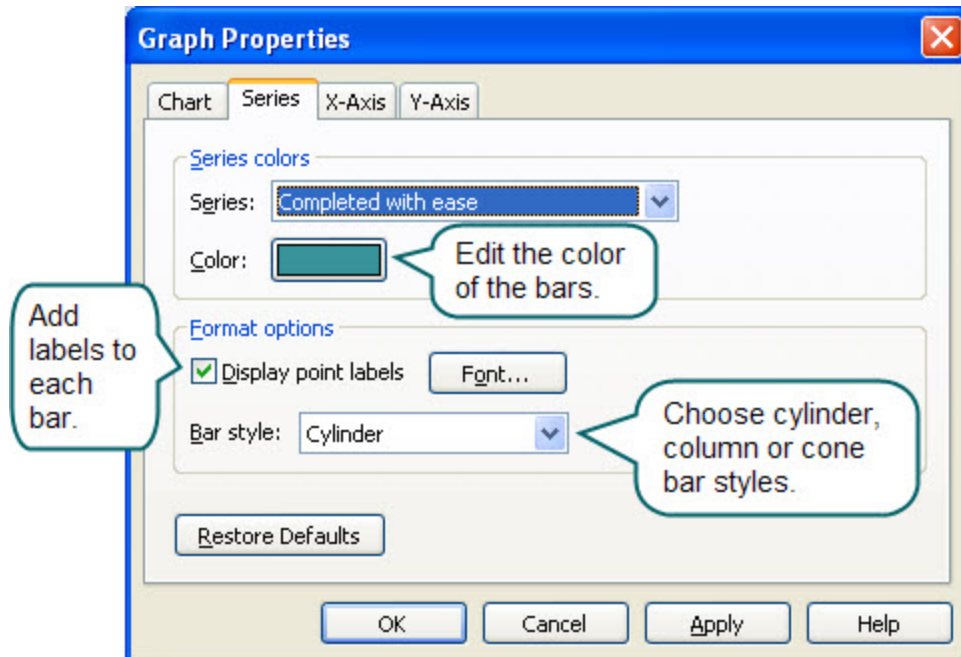 Graph Properties
Chart Series X-Axis Y-Axis
Series colors
Series: Completed with ease
Color:
Edit the color
of the bars.
Add
labels to
each
bar.
Format options
Display point labels Font...
Bar style: Cylinder
Choose cylinder,
column or cone
bar styles.
Restore Defaults
OK Cancel Apply Help